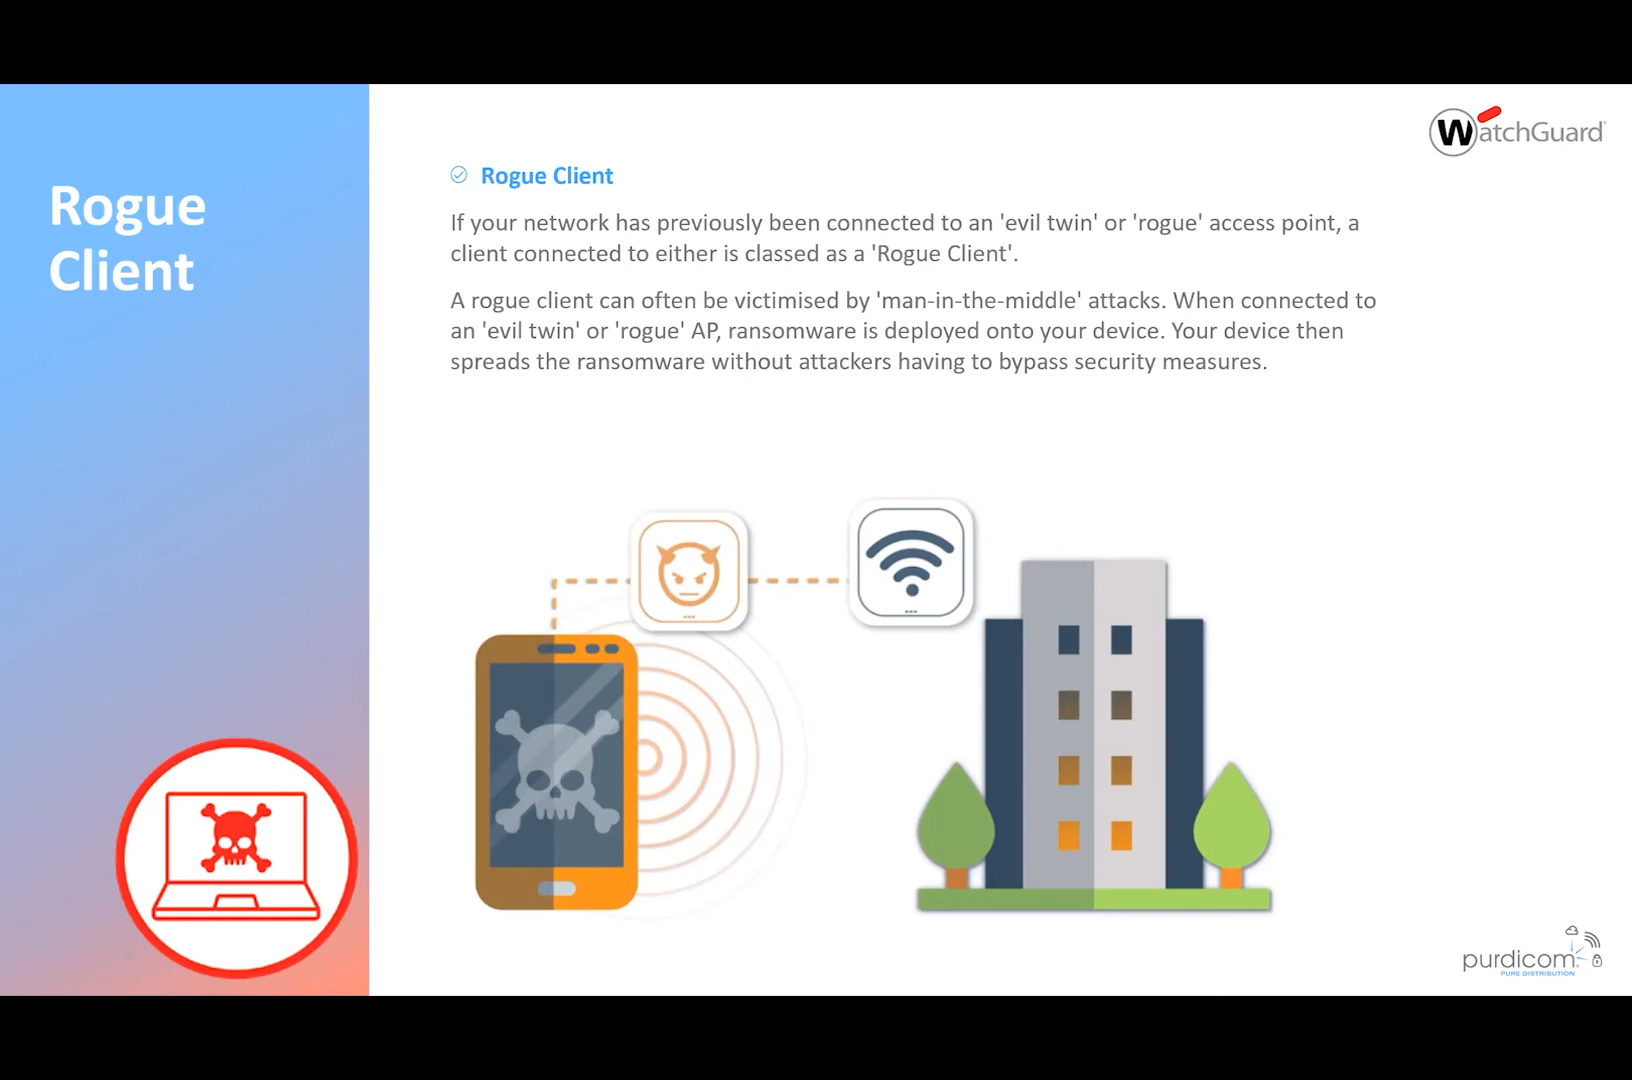 Rogue
Client
WatchGuard
Rogue Client
If your network has previously been connected to an 'evil twin' or 'rogue' access point, a
client connected to either is classed as a 'Rogue Client'.
A rogue client can often be victimised by 'man-in-the-middle' attacks. When connected to
an 'evil twin' or 'rogue' AP, ransomware is deployed onto your device. Your device then
spreads the ransomware without attackers having to bypass security measures.
purdicom
PURE DISTRIBUTION